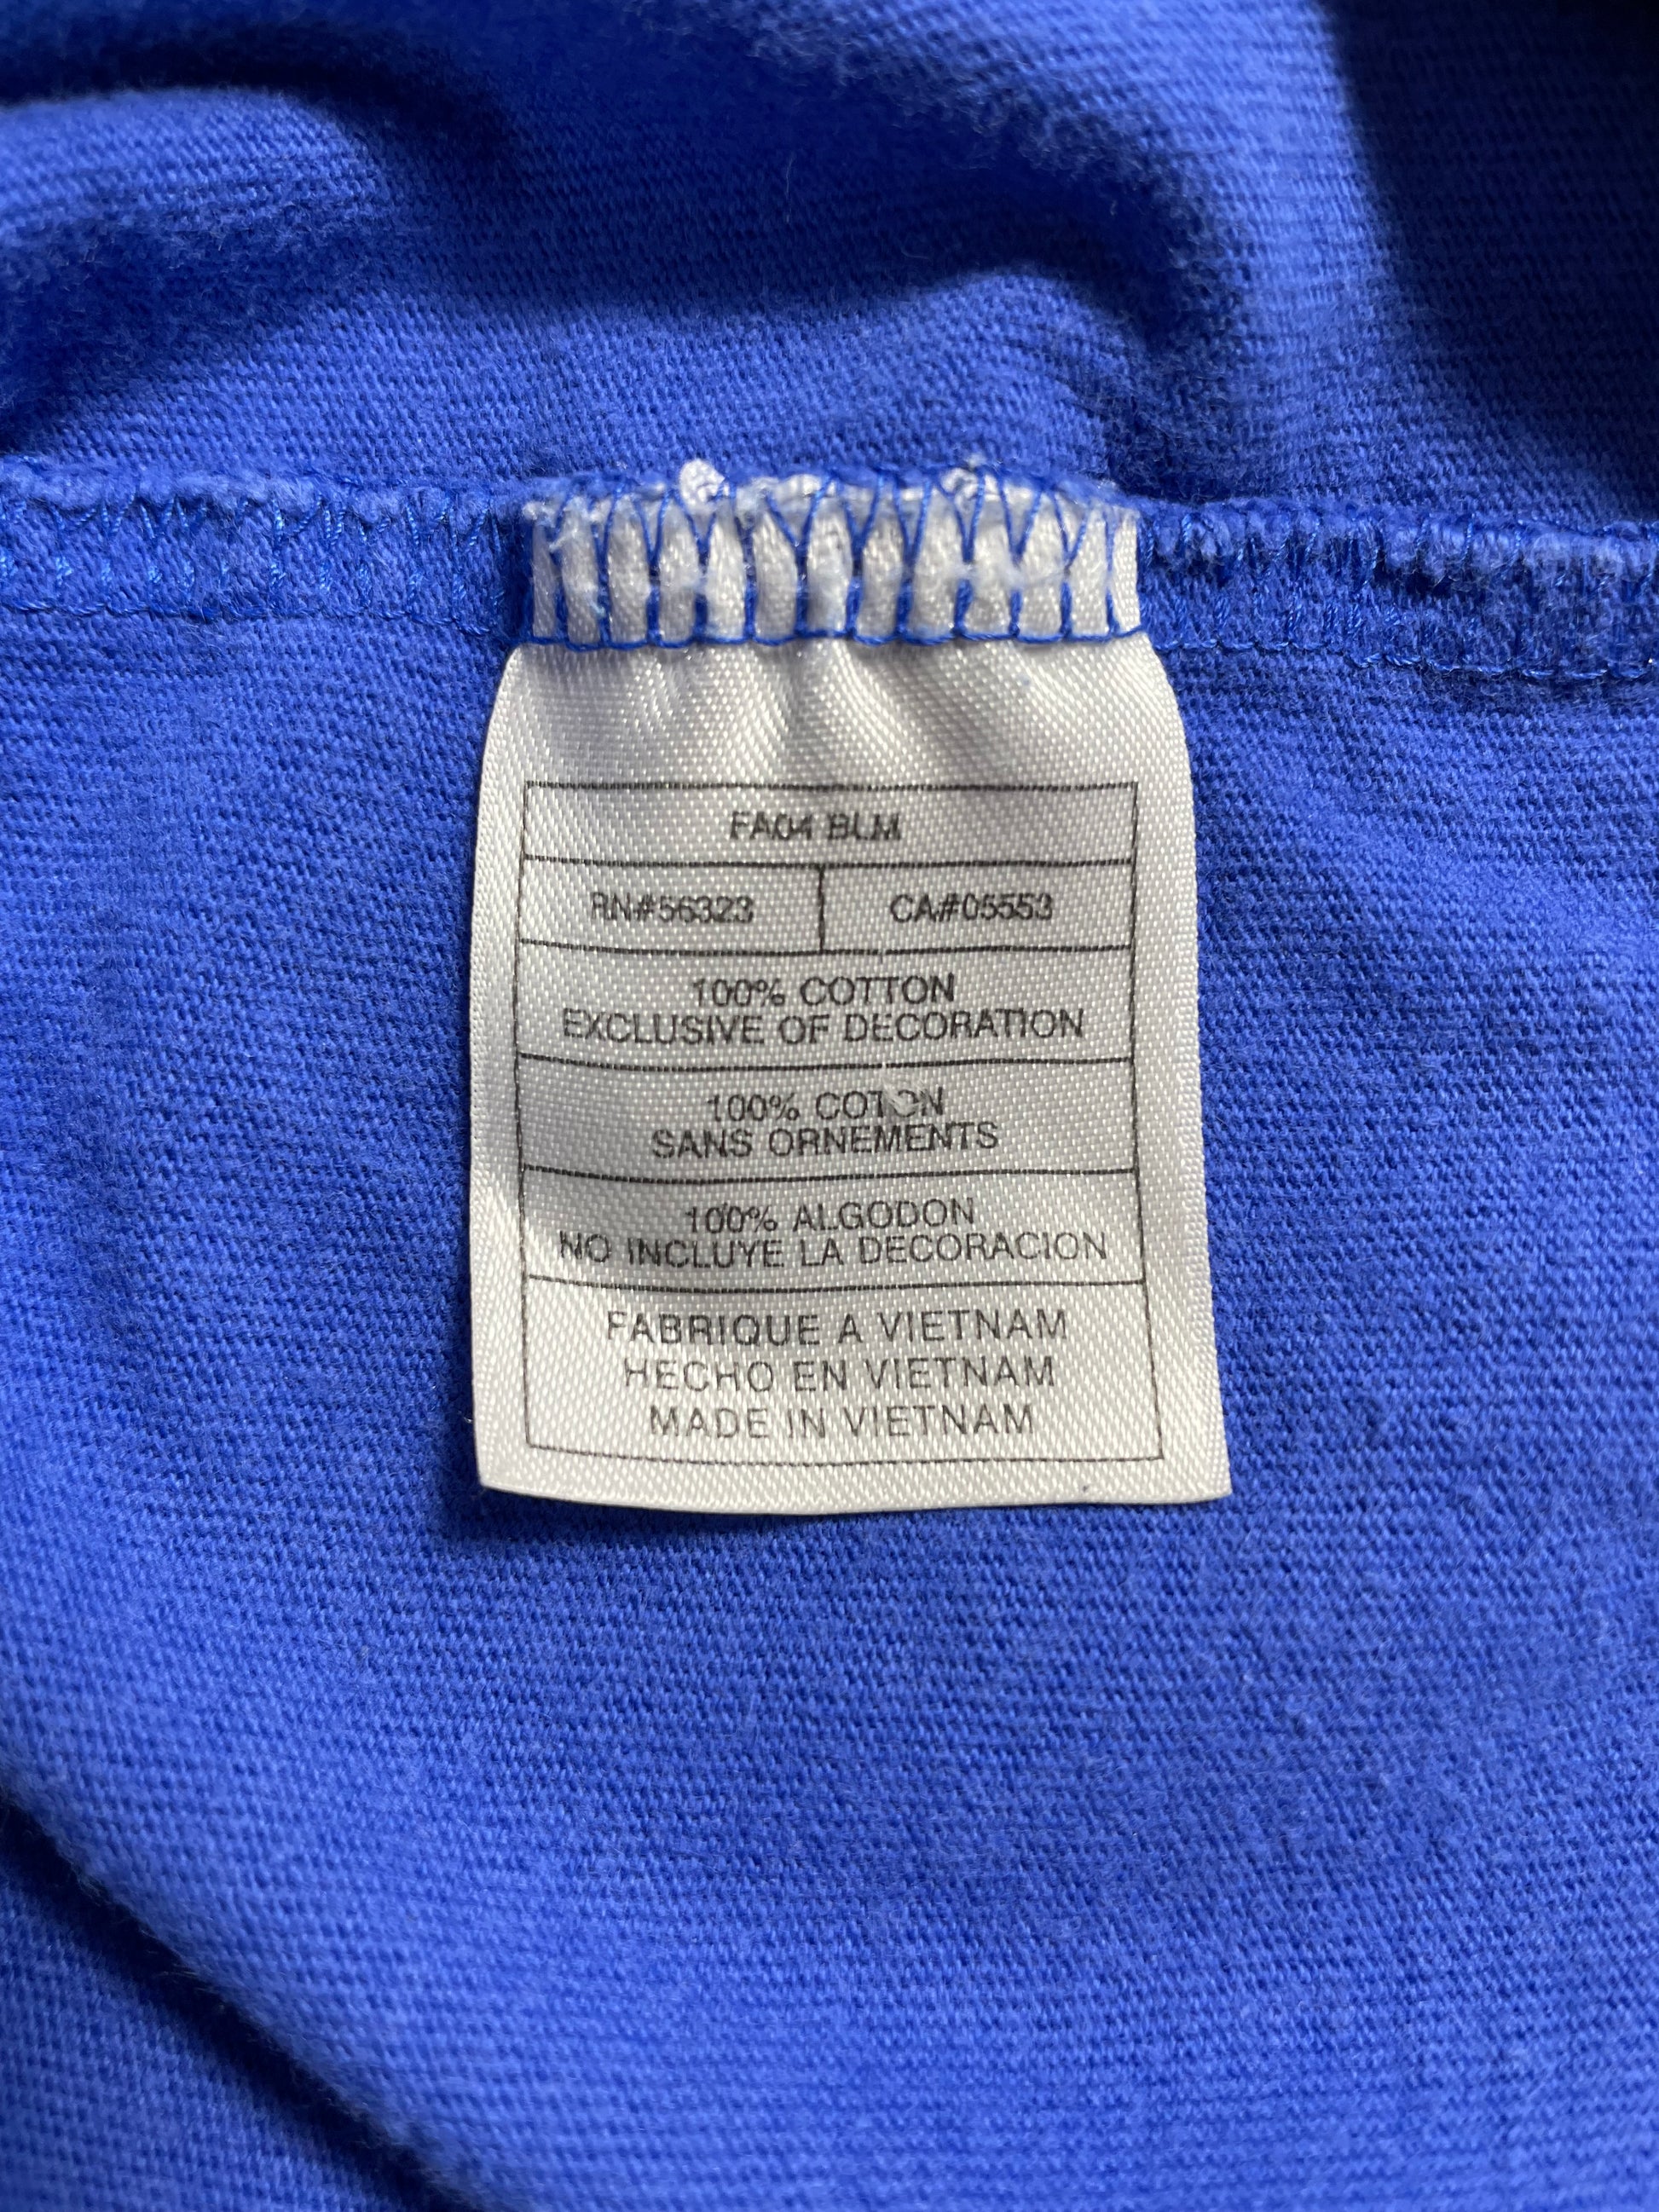 FA04 BLM
RN#56323 CA#05553
100% COTTON
EXCLUSIVE OF DECORATION
100% COTON
SANS ORNEMENTS
100% ALGODON
NO INCLUYE LA DECORACION
FABRIQUE A VIETNAM
HECHO EN VIETNAM
MADE IN VIETNAM